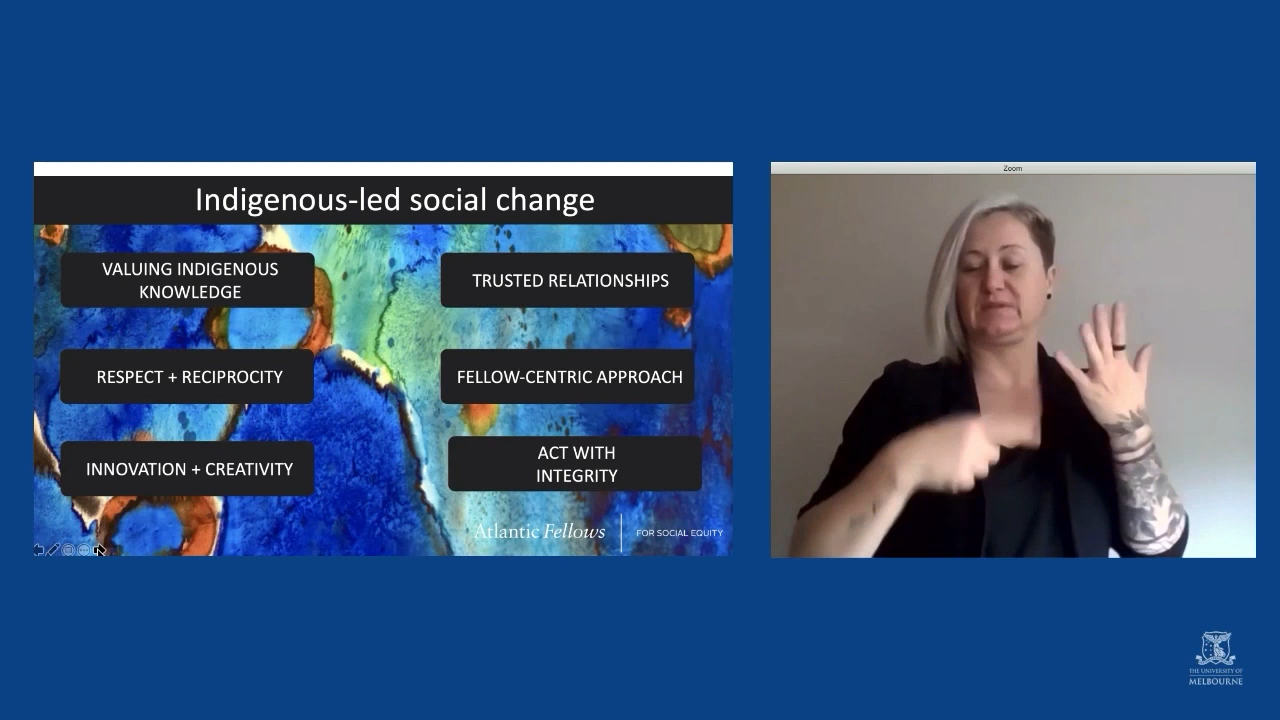 Zoom
Indigenous-led social change
VALUING INDIGENOUS
KNOWLEDGE
TRUSTED RELATIONSHIPS
RESPECT + RECIPROCITY
FELLOW-CENTRIC APPROACH
INNOVATION + CREATIVITY
ACT WITH
INTEGRITY
Atlantic Fellows
FOR SOCIAL EQUITY
THE UNIVERSITY OF
MELBOURNE